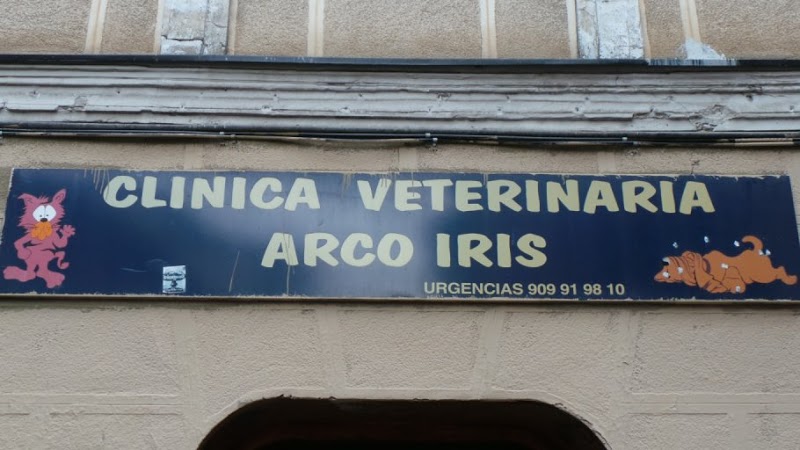 CLINICA VETERINARIA
ARCO IRIS
URGENCIAS 909 91 98 10